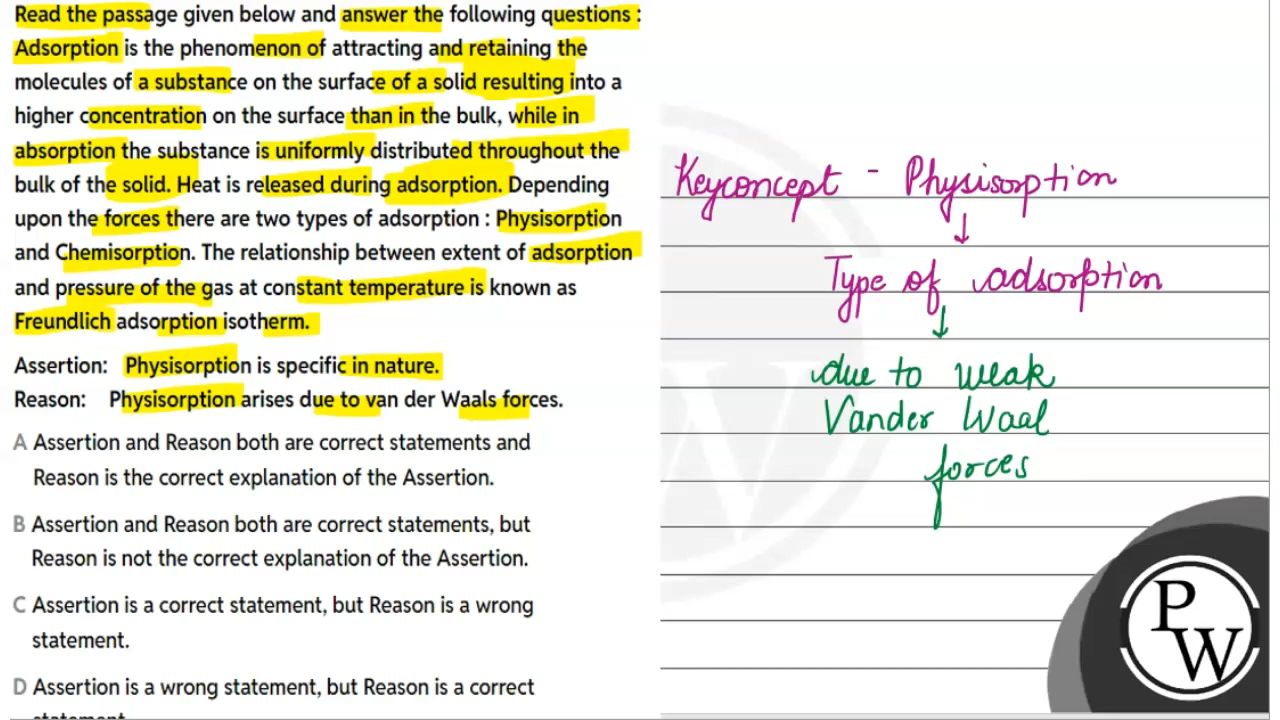 Read the passage given below and answer the following questions :
Adsorption is the phenomenon of attracting and retaining the
molecules of a substance on the surface of a solid resulting into a
higher concentration on the surface than in the bulk, while in
absorption the substance is uniformly distributed throughout the
bulk of the solid. Heat is released during adsorption. Depending
upon the forces there are two types of adsorption : Physisorption
and Chemisorption. The relationship between extent of adsorption
and pressure of the gas at constant temperature is known as
Freundlich adsorption isotherm.
Assertion: Physisorption is specific in nature.
Reason: Physisorption arises due to van der Waals forces.
A Assertion and Reason both are correct statements and
Reason is the correct explanation of the Assertion.
B Assertion and Reason both are correct statements, but
Reason is not the correct explanation of the Assertion.
C Assertion is a correct statement, but Reason is a wrong
statement.
D Assertion is a wrong statement, but Reason is a correct
statement.
Keyconcept - Physisorption
Type of adsorption
due to weak
Vander Waal
forces
P
W